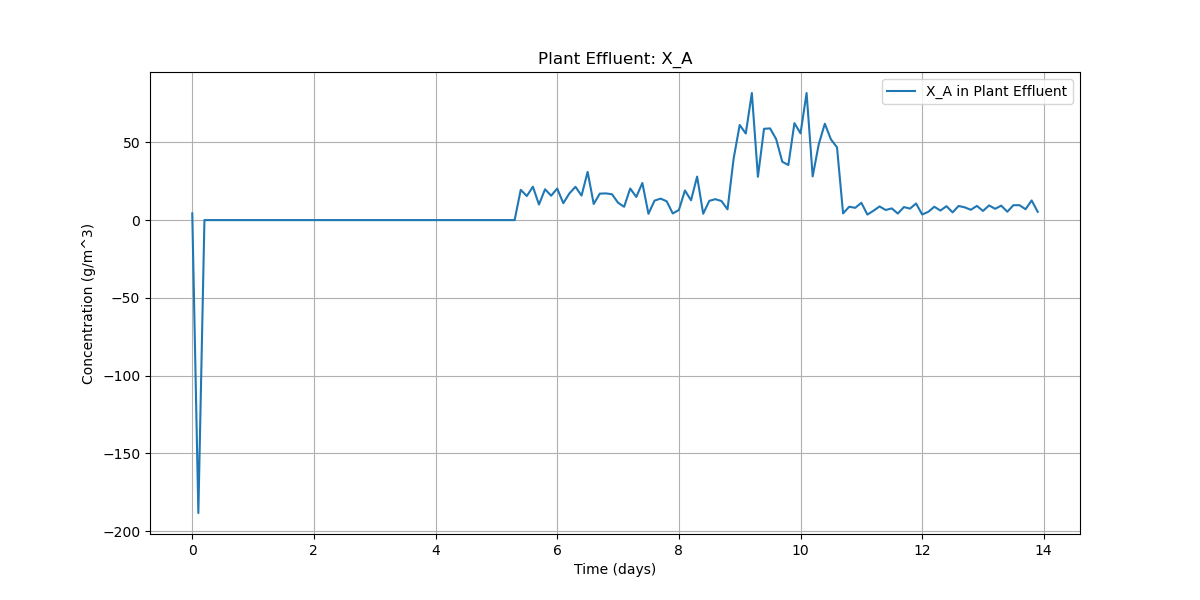 Plant Effluent: X_A
X_A in Plant Effluent
Concentration (g/m^3)
50
0
−50
−100
−150
−200
0 2 4 6 8 10 12 14
Time (days)